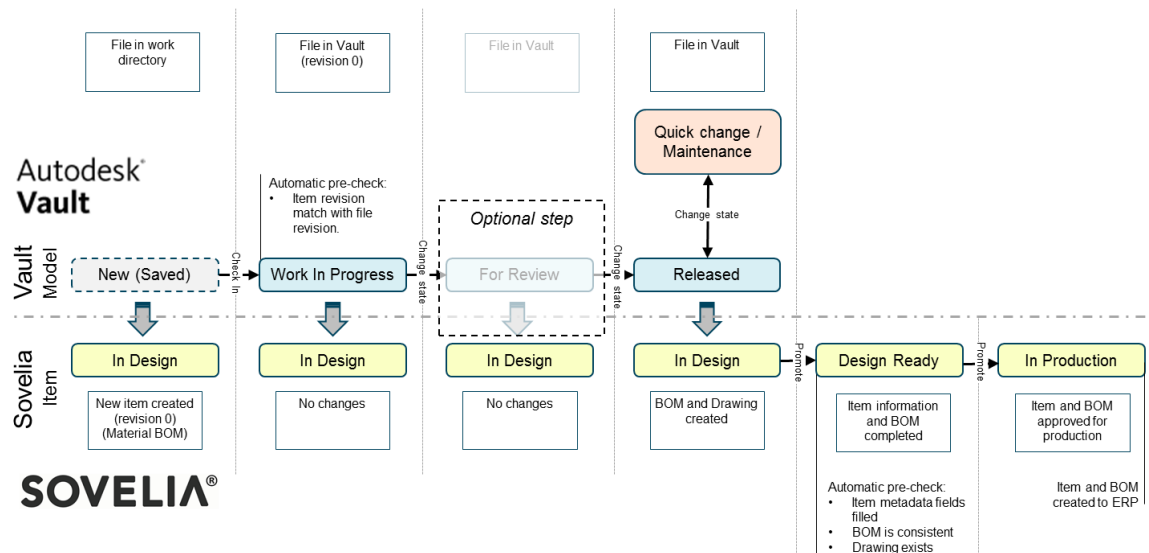 File in work
directory
File in Vault
(revision 0)
File in Vault
File in Vault
Quick change /
Maintenance
Autodesk®
Vault
Automatic pre-check:
• Item revision
match with file
revision.
Optional step
Change state
Vault
Model
New (Saved)
Check In
Work In Progress
Change state
For Review
Change state
Released
Sovelia
Item
In Design
In Design
In Design
In Design
Promote
Design Ready
Promote
In Production
New item created
(revision 0)
(Material BOM)
No changes
No changes
BOM and Drawing
created
Item information
and BOM
completed
Item and BOM
approved for
production
SOVELIA®
Automatic pre-check:
• Item metadata fields
filled
• BOM is consistent
• Drawing exists
Item and BOM
created to ERP